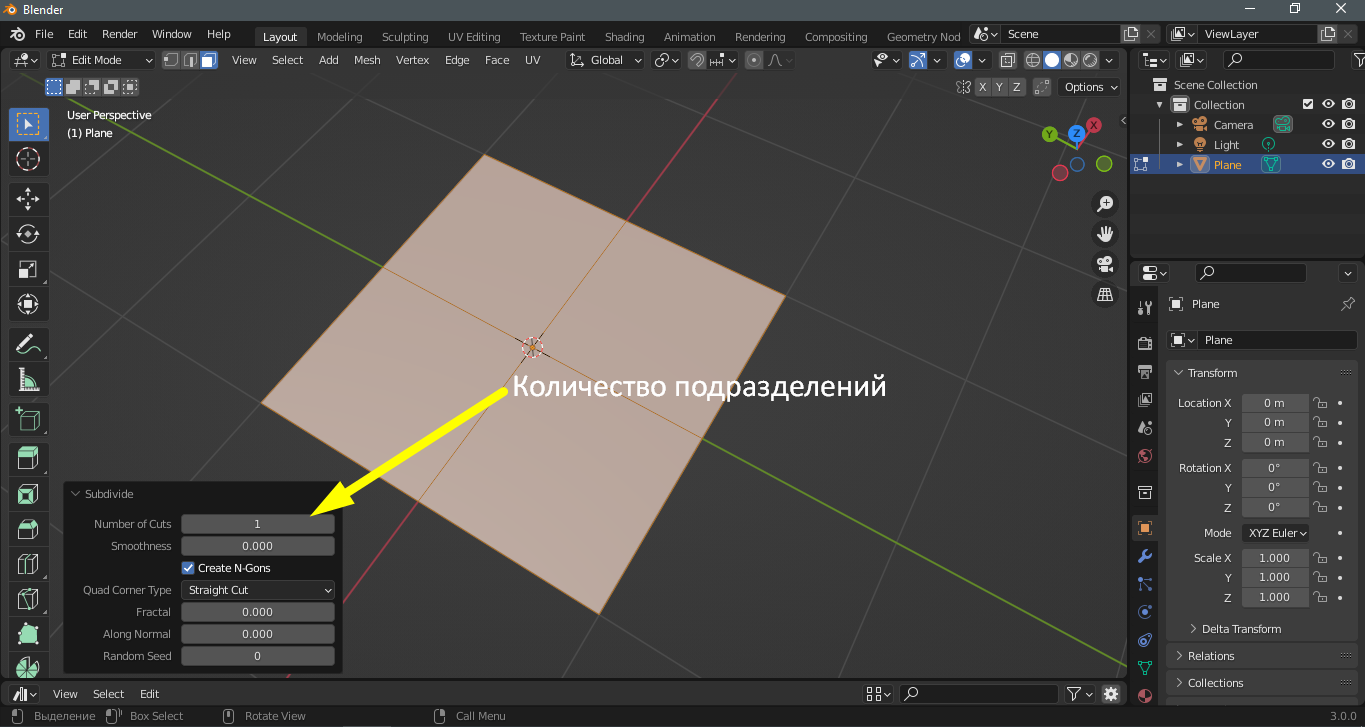 Blender
File Edit Render Window Help Layout Modeling Sculpting UV Editing Texture Paint Shading Animation Rendering Compositing Geometry Nod Scene ViewLayer
Edit Mode View Select Add Mesh Vertex Edge Face UV Global
X Y Z Options
User Perspective
(1) Plane
Y Z X
Количество подразделений
Subdivide
Number of Cuts 1
Smoothness 0.000
Create N-Gons
Quad Corner Type Straight Cut
Fractal 0.000
Along Normal 0.000
Random Seed 0
Scene Collection
Collection
Camera
Light
Plane
Plane
Plane
Transform
Location X 0 m
Y 0 m
Z 0 m
Rotation X 0°
Y 0°
Z 0°
Mode XYZ Euler
Scale X 1.000
Y 1.000
Z 1.000
Delta Transform
Relations
Collections
View Select Edit
Выделение Box Select Rotate View Call Menu 3.0.0